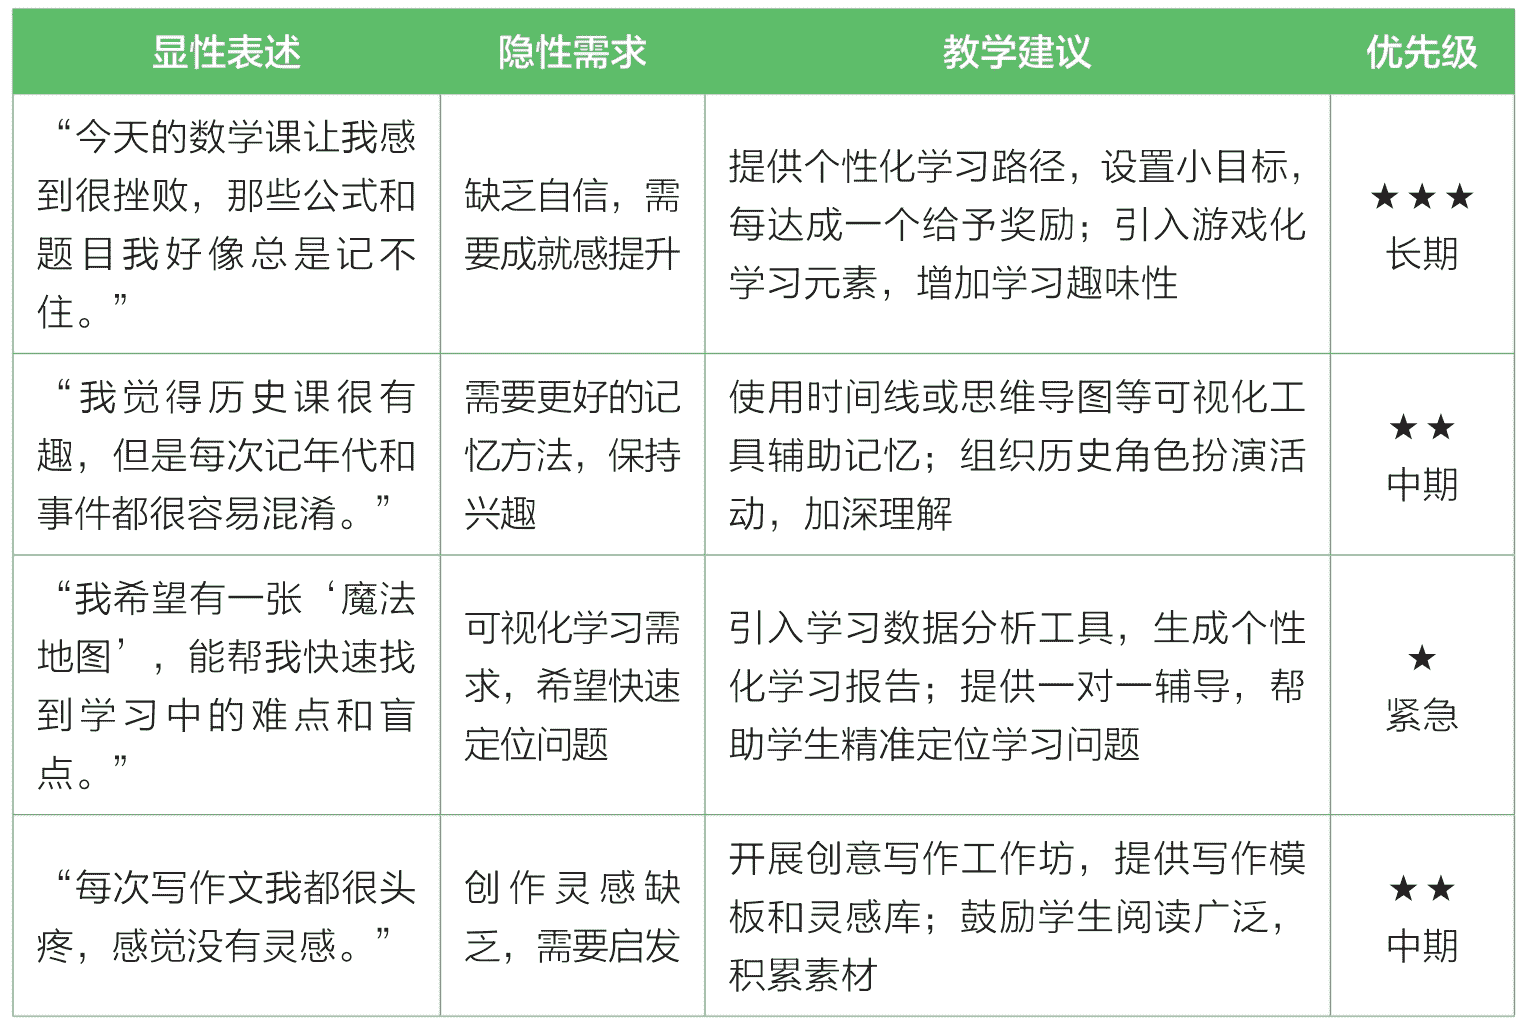 显性表述
隐性需求
教学建议
优先级
“今天的数学课让我感
到很挫败，那些公式和
题目我好像总是记不
住。”
缺乏自信，需
要成就感提升
提供个性化学习路径，设置小目标，
每达成一个给予奖励；引入游戏化
学习元素，增加学习趣味性
★★★
长期
“我觉得历史课很有
趣，但是每次记年代和
事件都很容易混淆。”
需要更好的记
忆方法，保持
兴趣
使用时间线或思维导图等可视化工
具辅助记忆；组织历史角色扮演活
动，加深理解
★★
中期
“我希望有一张‘魔法
地图’，能帮我快速找
到学习中的难点和盲
点。”
可视化学习需
求，希望快速
定位问题
引入学习数据分析工具，生成个性
化学习报告；提供一对一辅导，帮
助学生精准定位学习问题
★
紧急
“每次写作文我都很头
疼，感觉没有灵感。”
创作灵感缺
乏，需要启发
开展创意写作工作坊，提供写作模
板和灵感库；鼓励学生阅读广泛，
积累素材
★★
中期